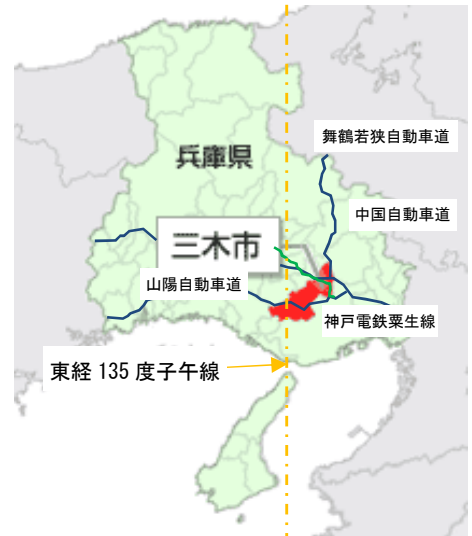 舞鶴若狭自動車道
兵庫県
中国自動車道
三木市
山陽自動車道
神戸電鉄粟生線
東経 135 度子午線